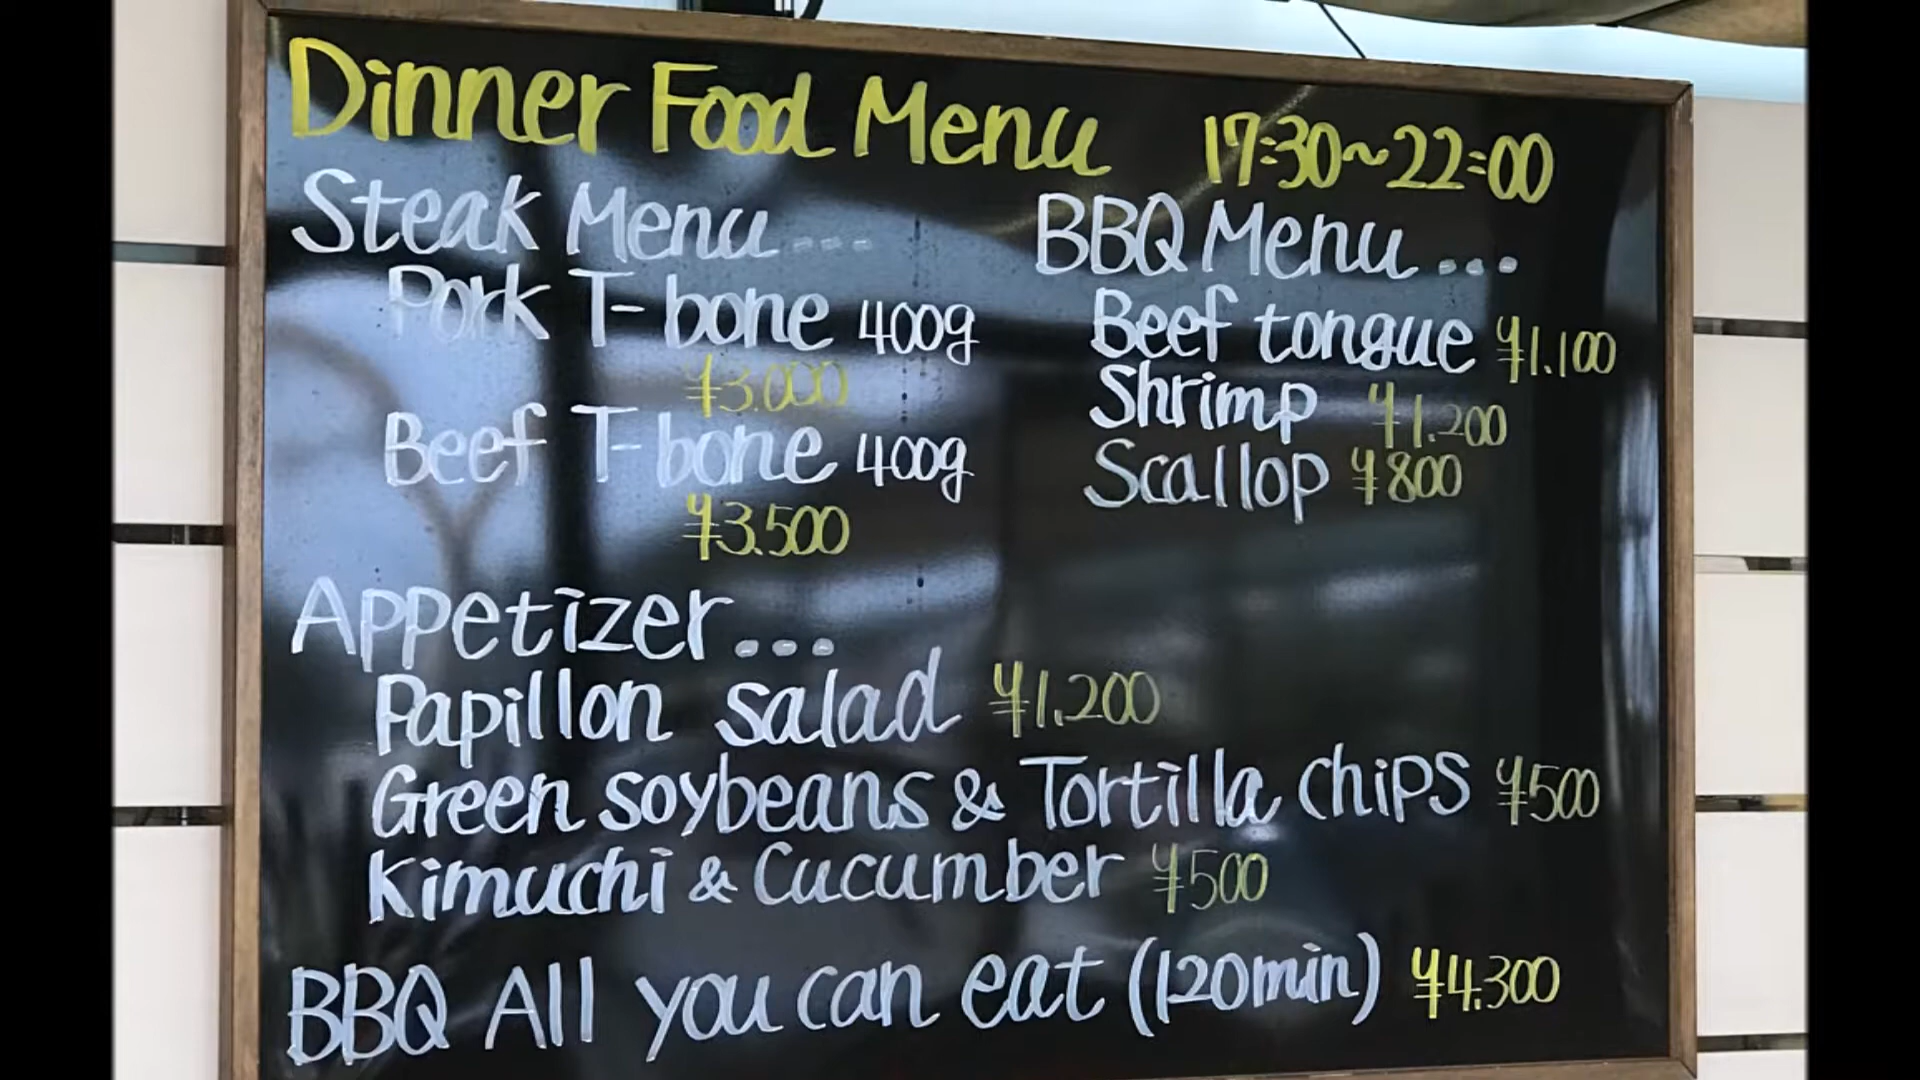 Dinner Food Menu 17:30~22:00
Steak Menu...
Pork T-bone 400g
¥3.000
Beef T-bone 400g
¥3.500
BBQ Menu...
Beef tongue ¥1.100
Shrimp ¥1.200
Scallop ¥800
Appetizer...
Papillon salad ¥1.200
Green soybeans & Tortilla chips ¥500
Kimuchi & Cucumber ¥500
BBQ All you can eat (120min) ¥4.300